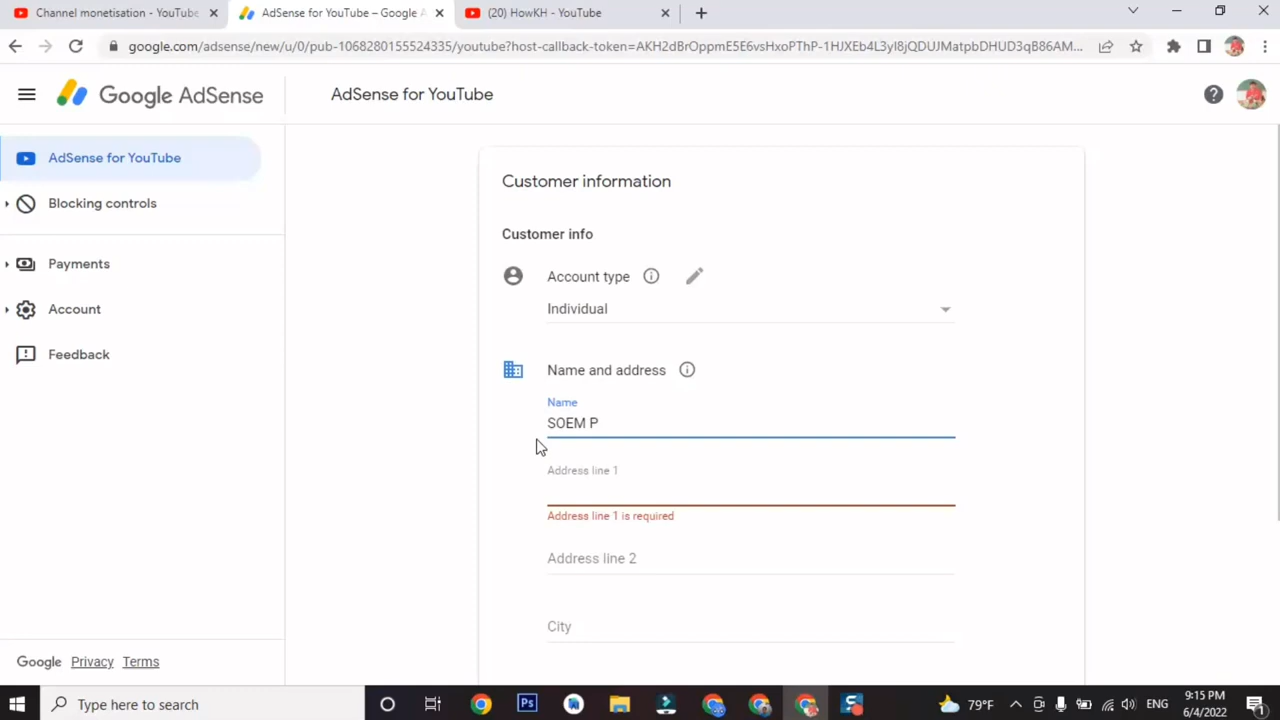 Channel monetisation - YouTube
AdSense for YouTube – Google A
(20) HowKH - YouTube
google.com/adsense/new/u/0/pub-1068280155524335/youtube?host-callback-token=AKH2dBrOppmE5E6vsHxoPThP-1HJXEb4L3yI8jQDUJMatpbDHUD3qB86AM...
Google AdSense
AdSense for YouTube
AdSense for YouTube
Blocking controls
Payments
Account
Feedback
Customer information
Customer info
Account type
Individual
Name and address
Name
SOEM P
Address line 1
Address line 1 is required
Address line 2
City
Google Privacy Terms
Type here to search
Ps
S
79°F
ENG
9:15 PM
6/4/2022
1